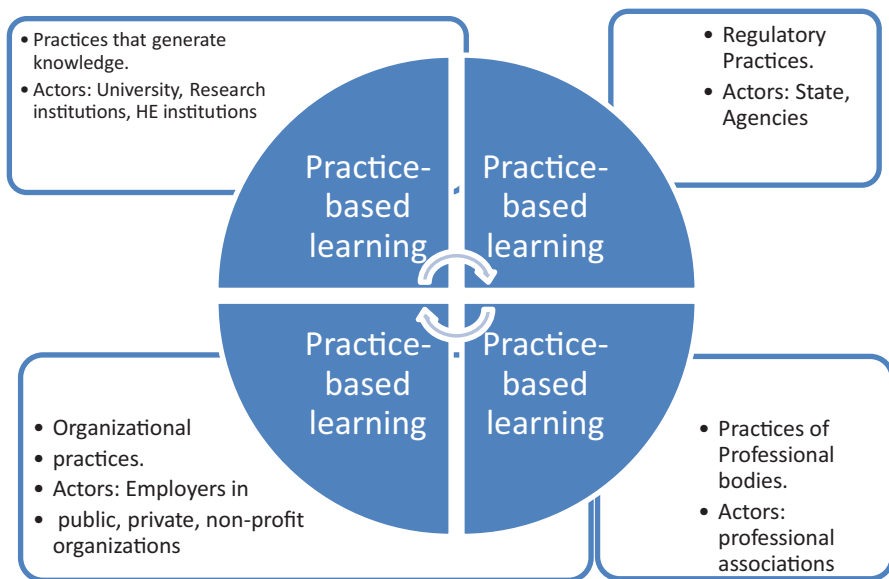 • Practices that generate
knowledge.
• Actors: University, Research
institutions, HE institutions
• Regulatory
Practices.
• Actors: State,
Agencies
Practice-
based
learning
Practice-
based
learning
Practice-
based
learning
Practice-
based
learning
• Organizational
• practices.
• Actors: Employers in
• public, private, non-profit
organizations
• Practices of
Professional
bodies.
• Actors:
professional
associations